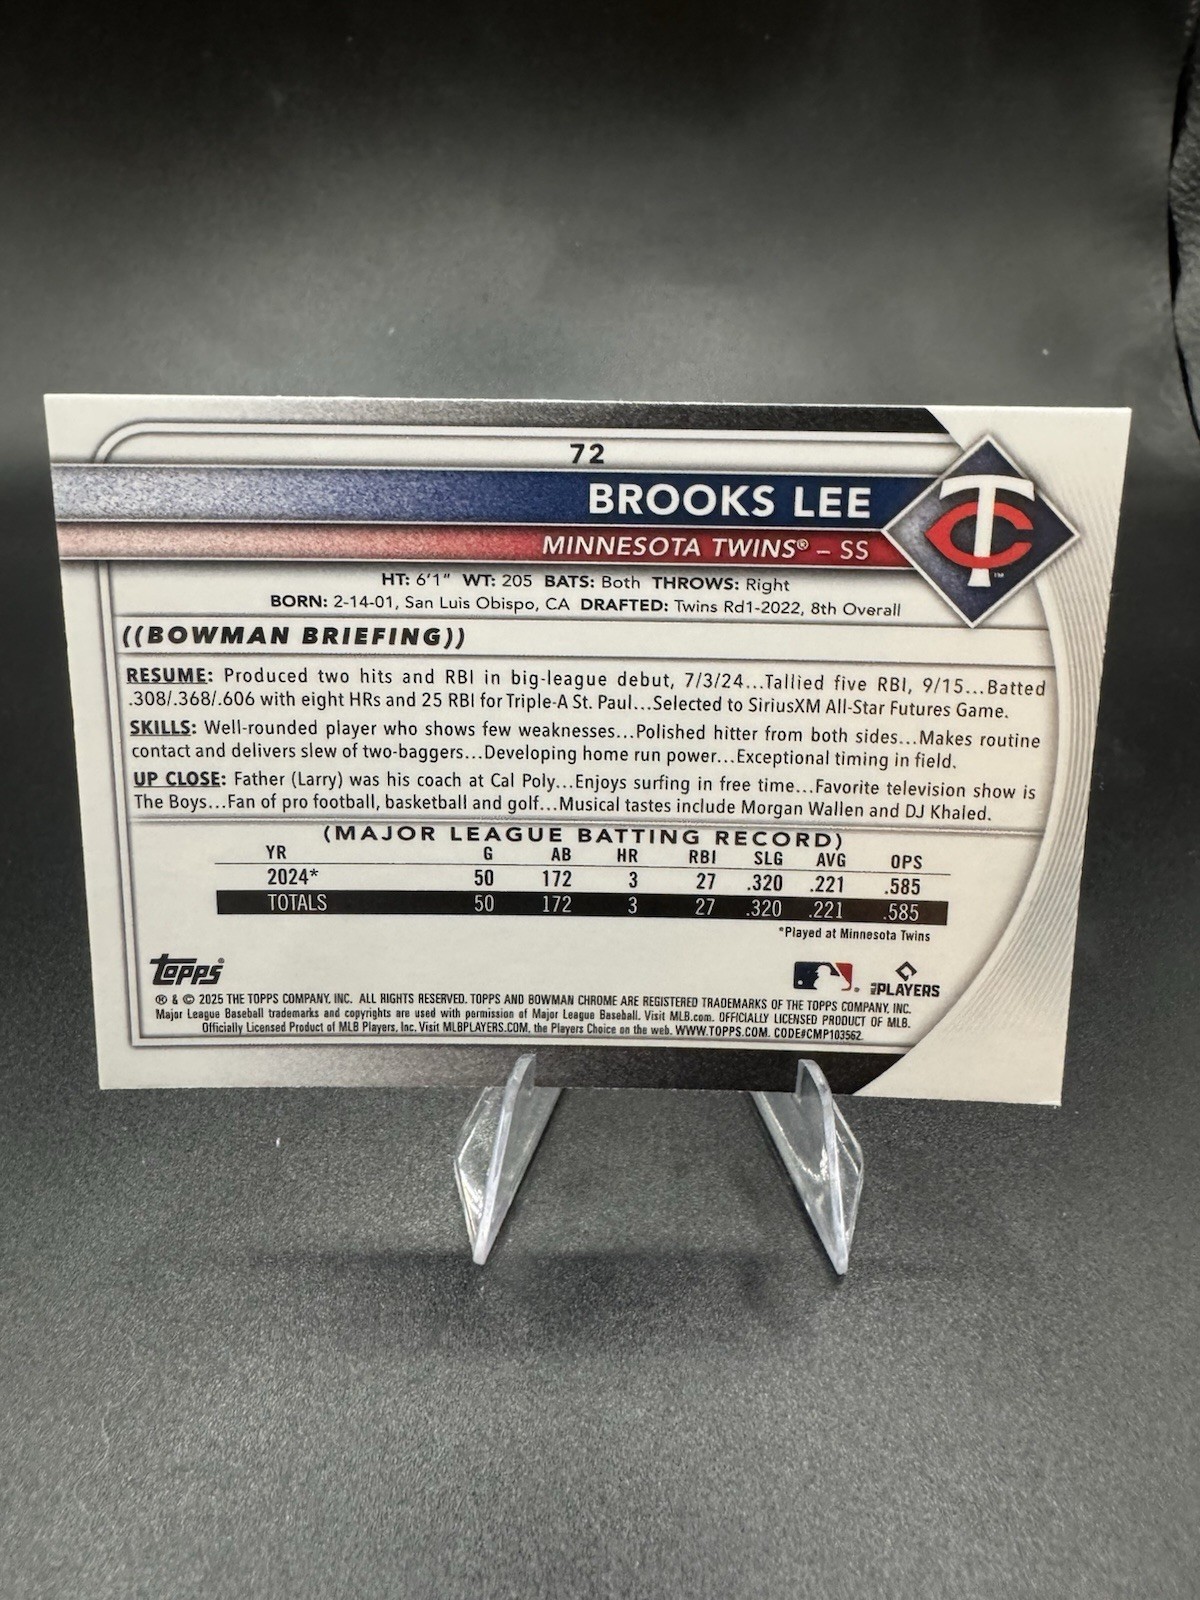 72
BROOKS LEE
MINNESOTA TWINS® – SS
TC™
HT: 6'1" WT: 205 BATS: Both THROWS: Right
BORN: 2-14-01, San Luis Obispo, CA DRAFTED: Twins Rd1-2022, 8th Overall
((BOWMAN BRIEFING))
RESUME: Produced two hits and RBI in big-league debut, 7/3/24...Tallied five RBI, 9/15...Batted
.308/.368/.606 with eight HRs and 25 RBI for Triple-A St. Paul...Selected to SiriusXM All-Star Futures Game.
SKILLS: Well-rounded player who shows few weaknesses...Polished hitter from both sides...Makes routine
contact and delivers slew of two-baggers...Developing home run power...Exceptional timing in field.
UP CLOSE: Father (Larry) was his coach at Cal Poly...Enjoys surfing in free time...Favorite television show is
The Boys...Fan of pro football, basketball and golf...Musical tastes include Morgan Wallen and DJ Khaled.
(MAJOR LEAGUE BATTING RECORD)
YR G AB HR RBI SLG AVG OPS
2024* 50 172 3 27 .320 .221 .585
TOTALS 50 172 3 27 .320 .221 .585
*Played at Minnesota Twins
Topps®
MLB PLAYERS
® & © 2025 THE TOPPS COMPANY, INC. ALL RIGHTS RESERVED. TOPPS AND BOWMAN CHROME ARE REGISTERED TRADEMARKS OF THE TOPPS COMPANY, INC.
Major League Baseball trademarks and copyrights are used with permission of Major League Baseball. Visit MLB.com. OFFICIALLY LICENSED PRODUCT OF MLB.
Officially Licensed Product of MLB Players, Inc. Visit MLBPLAYERS.COM, the Players Choice on the web. WWW.TOPPS.COM. CODE#CMP103562